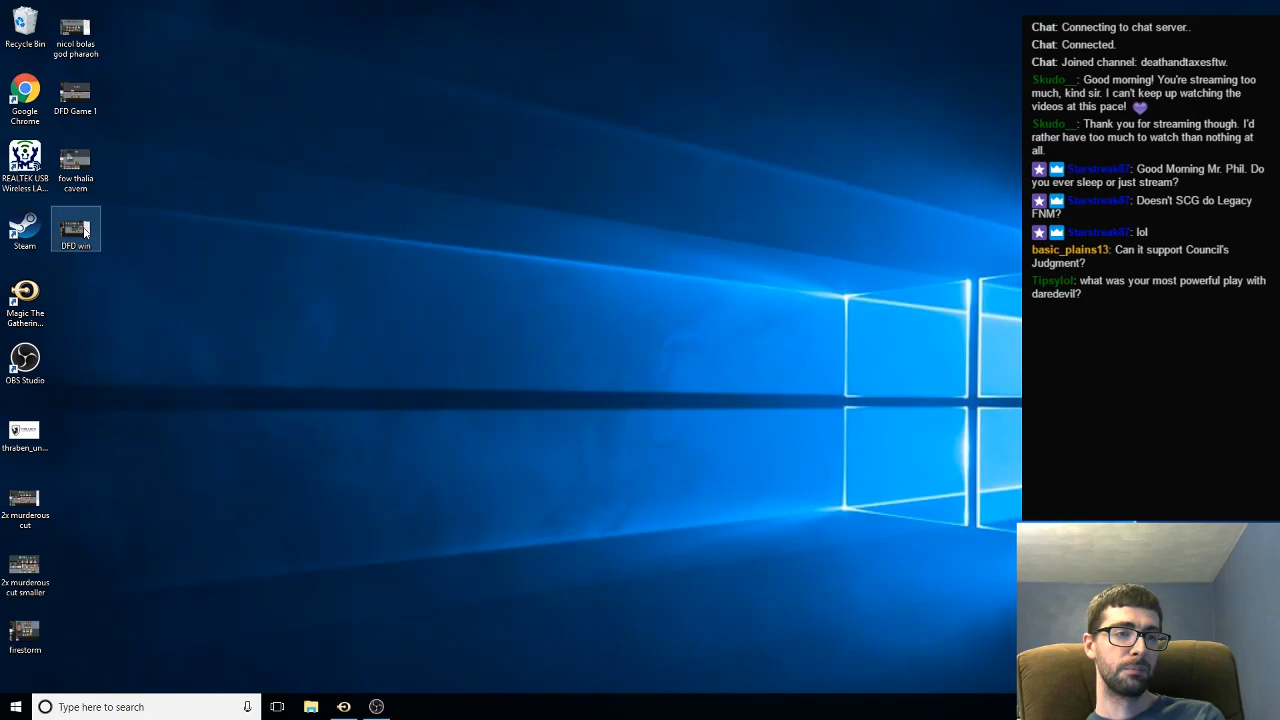 Recycle Bin
nicol bolas
god pharaoh
Google
Chrome
DFD Game 1
REALTEK USB
Wireless LA...
fow thalia
cavern
Steam
DFD win
Magic The
Gatherin...
OBS Studio
thraben_un...
2x murderous
cut
2x murderous
cut smaller
firestorm
Type here to search
Chat: Connecting to chat server..
Chat: Connected.
Chat: Joined channel: deathandtaxesftw.
Skudo__: Good morning! You're streaming too
much, kind sir. I can't keep up watching the
videos at this pace!
Skudo__: Thank you for streaming though. I'd
rather have too much to watch than nothing at
all.
Starstreak87: Good Morning Mr. Phil. Do
you ever sleep or just stream?
Starstreak87: Doesn't SCG do Legacy
FNM?
Starstreak87: lol
basic_plains13: Can it support Council's
Judgment?
Tipsylol: what was your most powerful play with
daredevil?